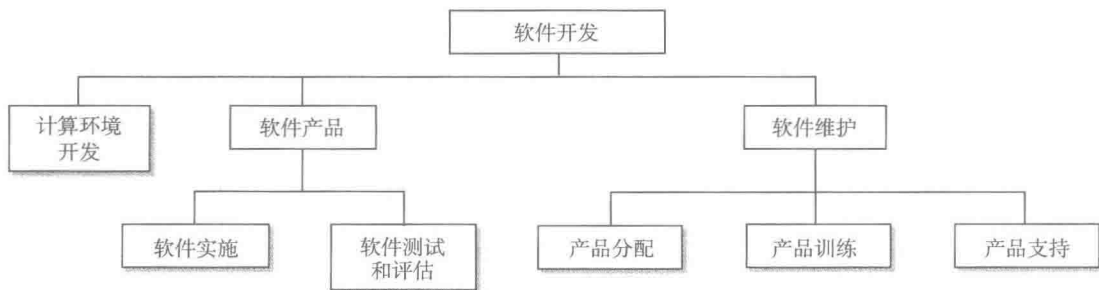 软件开发
计算环境
开发
软件产品
软件维护
软件实施
软件测试
和评估
产品分配
产品训练
产品支持